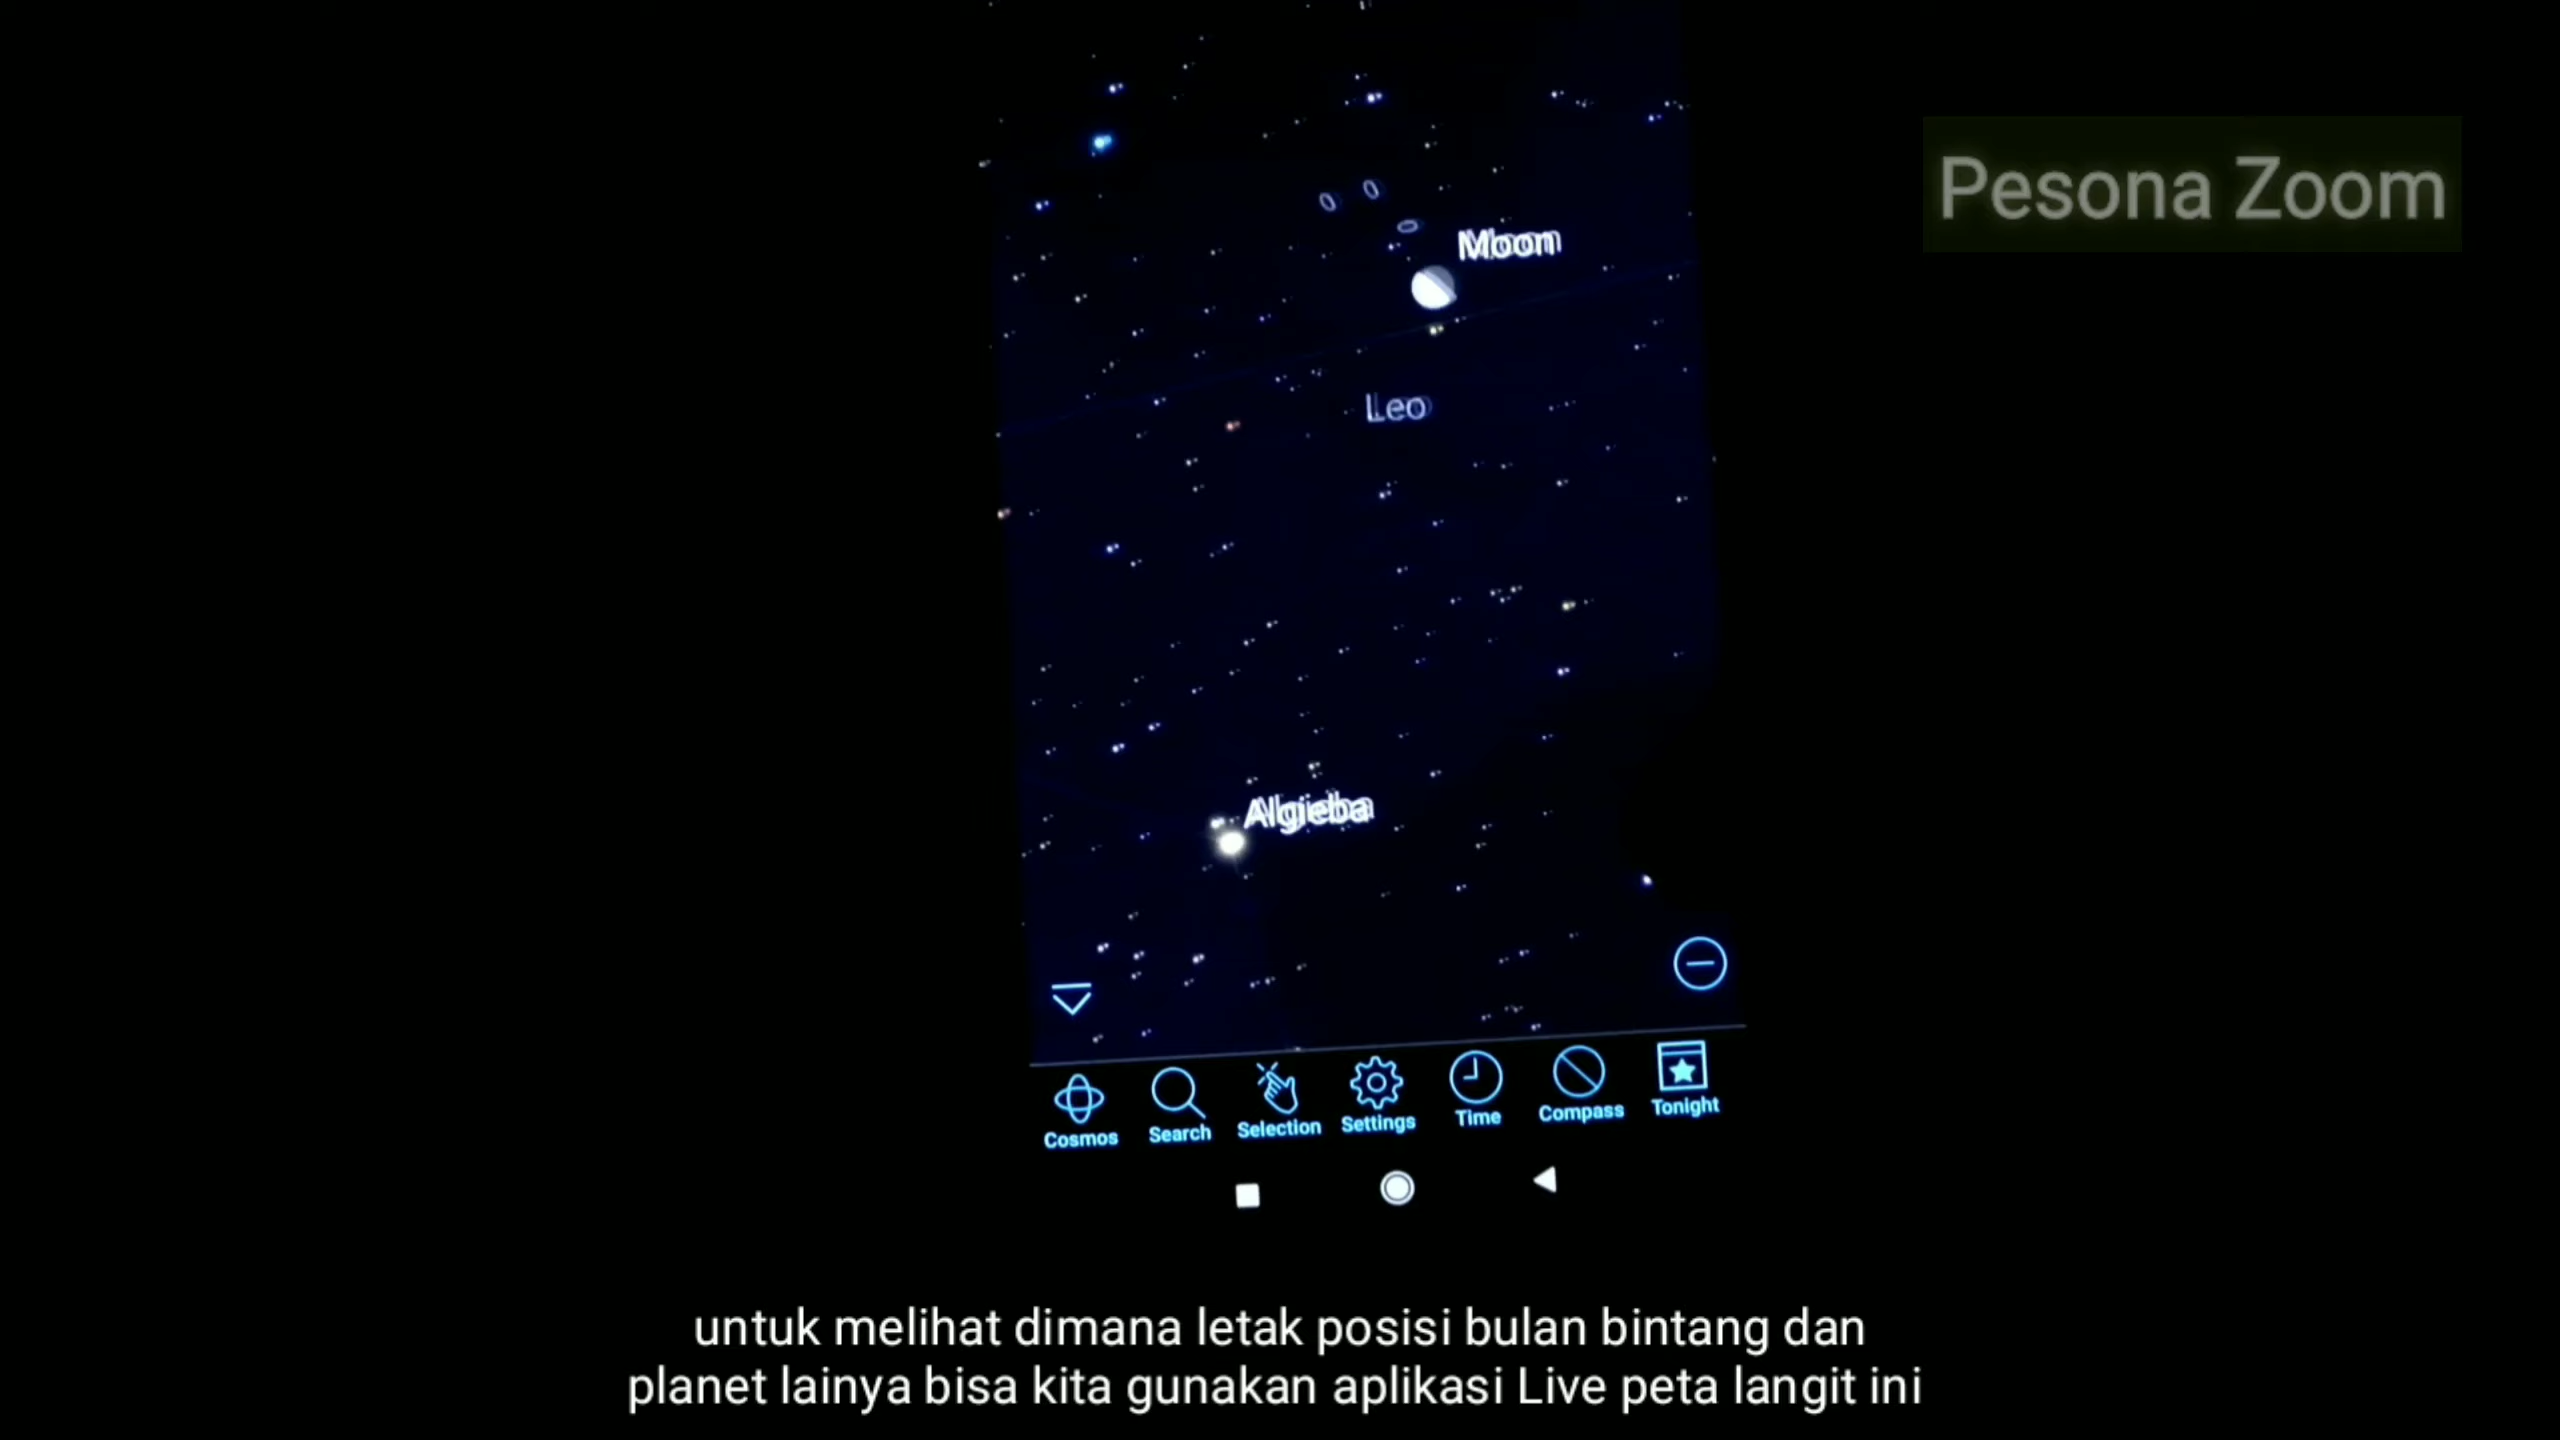 Pesona Zoom
Moon
Leo
Algieba
Cosmos
Search
Selection
Settings
Time
Compass
Tonight
untuk melihat dimana letak posisi bulan bintang dan
planet lainya bisa kita gunakan aplikasi Live peta langit ini